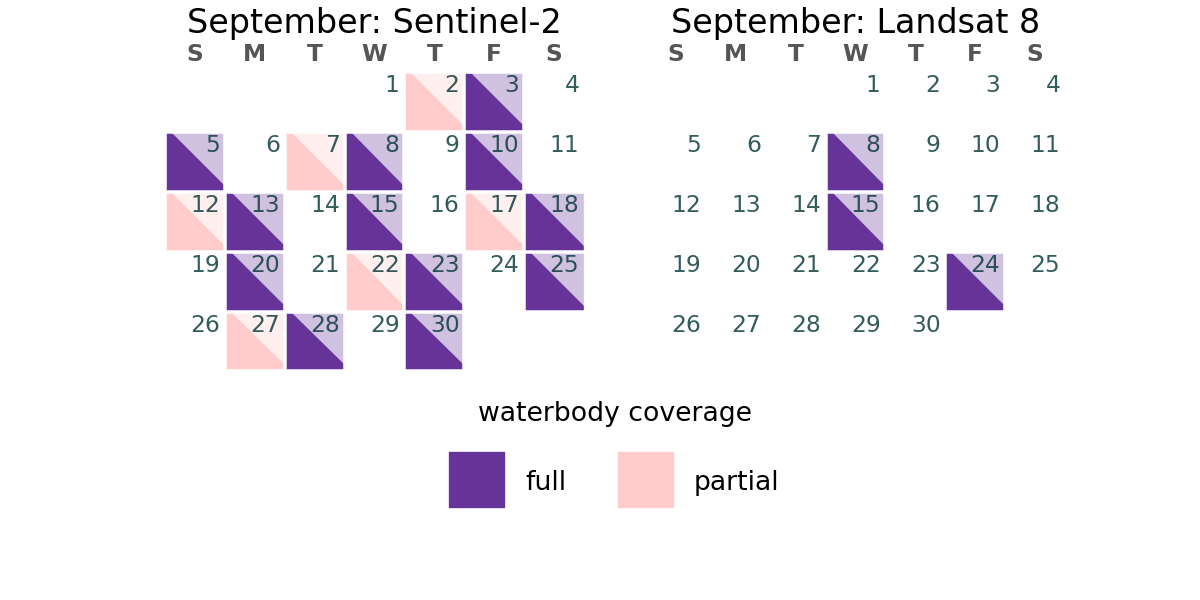 September: Sentinel-2
S M T W T F S
1 2 3 4
5 6 7 8 9 10 11
12 13 14 15 16 17 18
19 20 21 22 23 24 25
26 27 28 29 30
September: Landsat 8
S M T W T F S
1 2 3 4
5 6 7 8 9 10 11
12 13 14 15 16 17 18
19 20 21 22 23 24 25
26 27 28 29 30
waterbody coverage
full partial